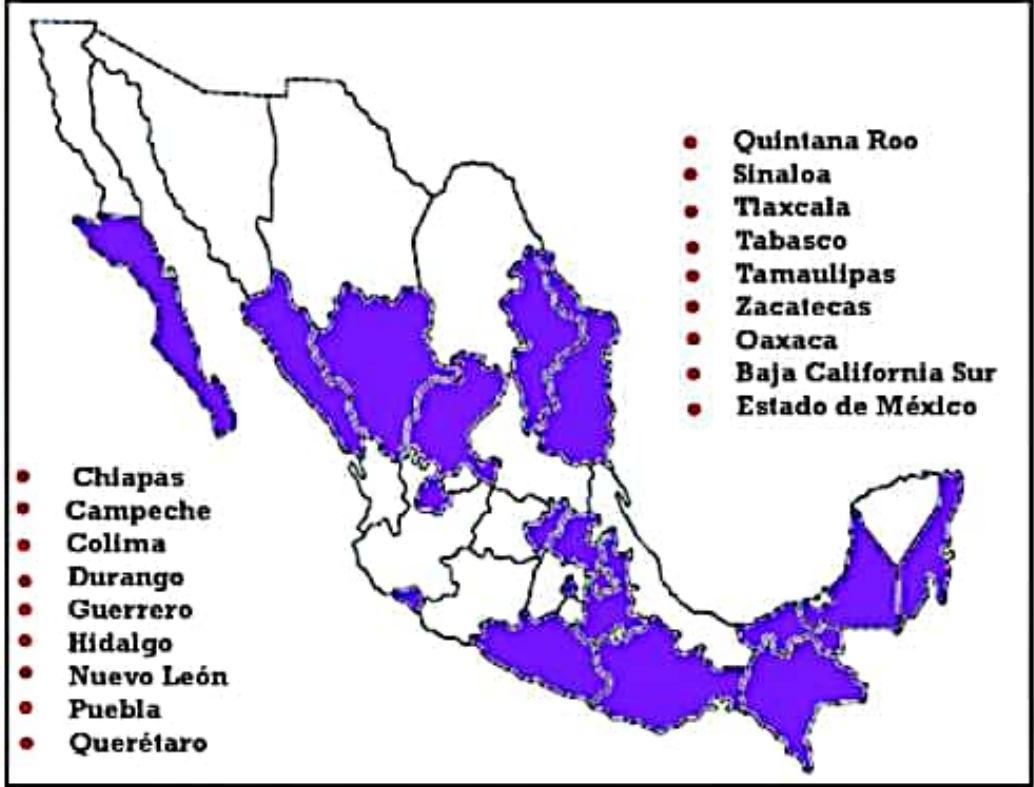 Quintana Roo
Sinaloa
Tlaxcala
Tabasco
Tamaulipas
Zacatecas
Oaxaca
Baja California Sur
Estado de México
Chiapas
Campeche
Colima
Durango
Guerrero
Hidalgo
Nuevo León
Puebla
Querétaro